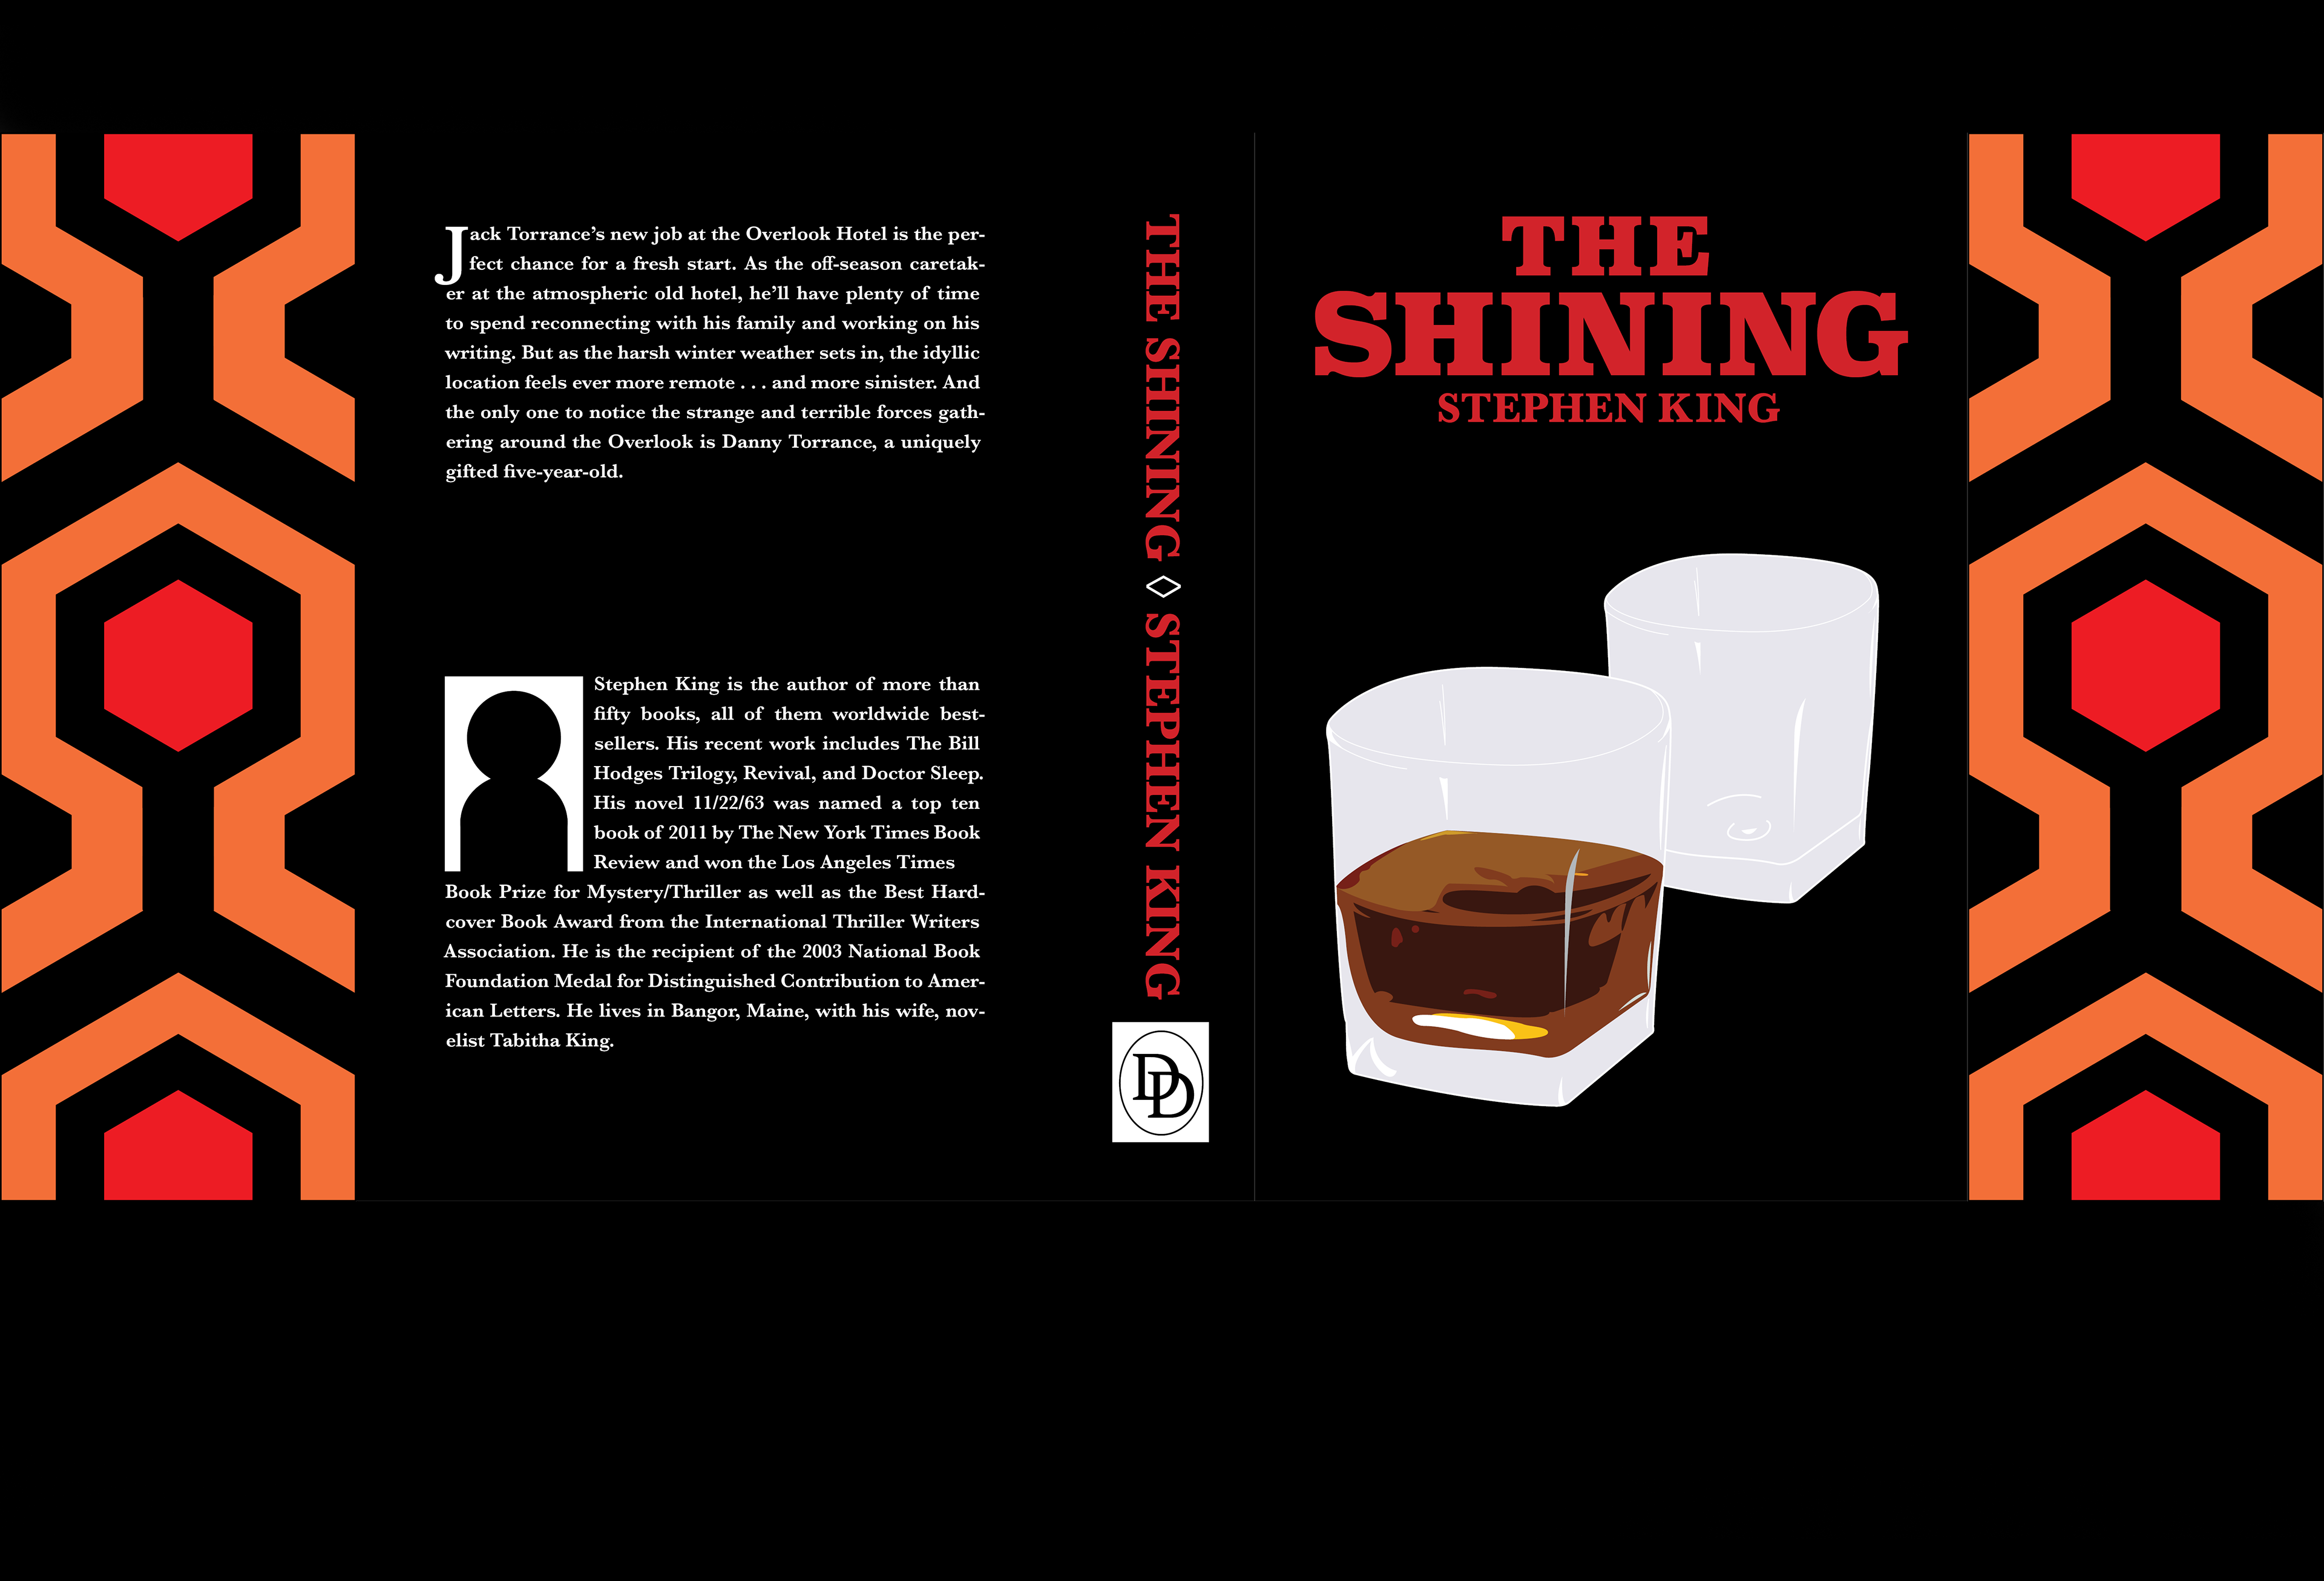 Jack Torrance’s new job at the Overlook Hotel is the per-
fect chance for a fresh start. As the off-season caretak-
er at the atmospheric old hotel, he’ll have plenty of time
to spend reconnecting with his family and working on his
writing. But as the harsh winter weather sets in, the idyllic
location feels ever more remote . . . and more sinister. And
the only one to notice the strange and terrible forces gath-
ering around the Overlook is Danny Torrance, a uniquely
gifted five-year-old.
Stephen King is the author of more than
fifty books, all of them worldwide best-
sellers. His recent work includes The Bill
Hodges Trilogy, Revival, and Doctor Sleep.
His novel 11/22/63 was named a top ten
book of 2011 by The New York Times Book
Review and won the Los Angeles Times
Book Prize for Mystery/Thriller as well as the Best Hard-
cover Book Award from the International Thriller Writers
Association. He is the recipient of the 2003 National Book
Foundation Medal for Distinguished Contribution to Amer-
ican Letters. He lives in Bangor, Maine, with his wife, nov-
elist Tabitha King.
THE SHINING ◊ STEPHEN KING
DD
THE
SHINING
STEPHEN KING